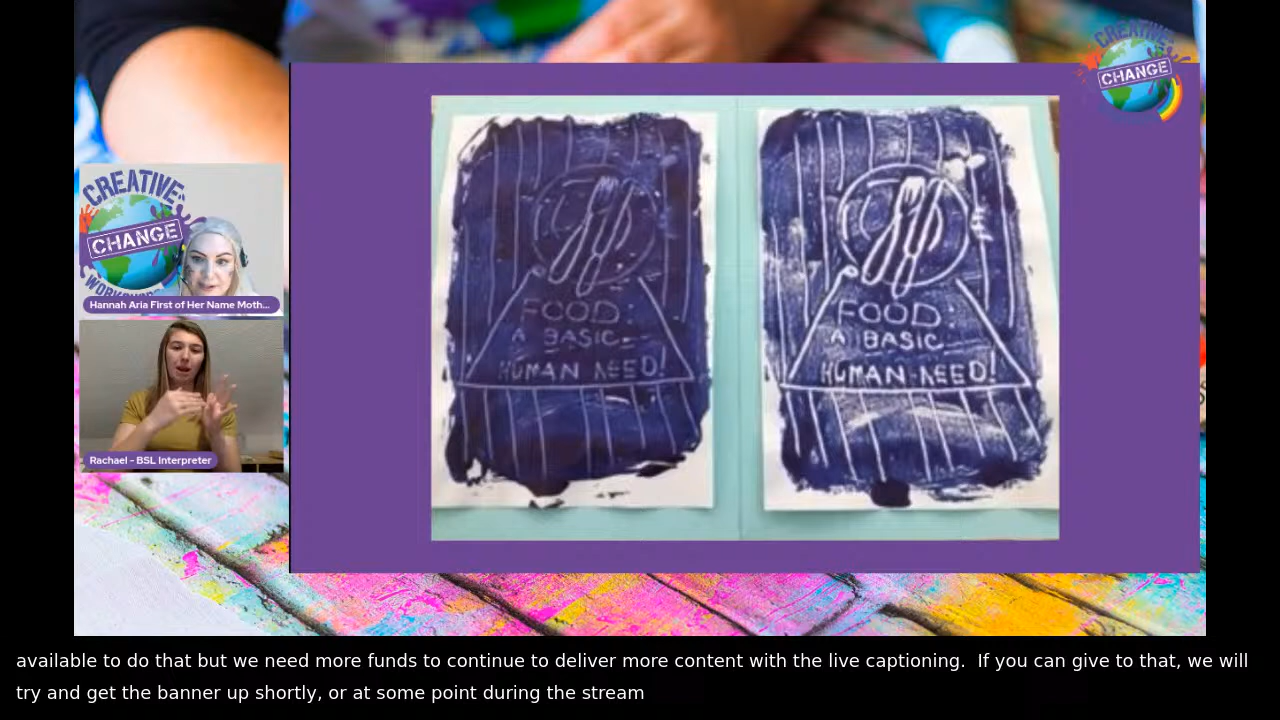 CREATIVE
CHANGE
CREATIVE
CHANGE
Hannah Aria First of Her Name Moth...
Rachael - BSL Interpreter
FOOD:
A BASIC
HUMAN NEED!
FOOD:
A BASIC
HUMAN NEED!
available to do that but we need more funds to continue to deliver more content with the live captioning. If you can give to that, we will
try and get the banner up shortly, or at some point during the stream